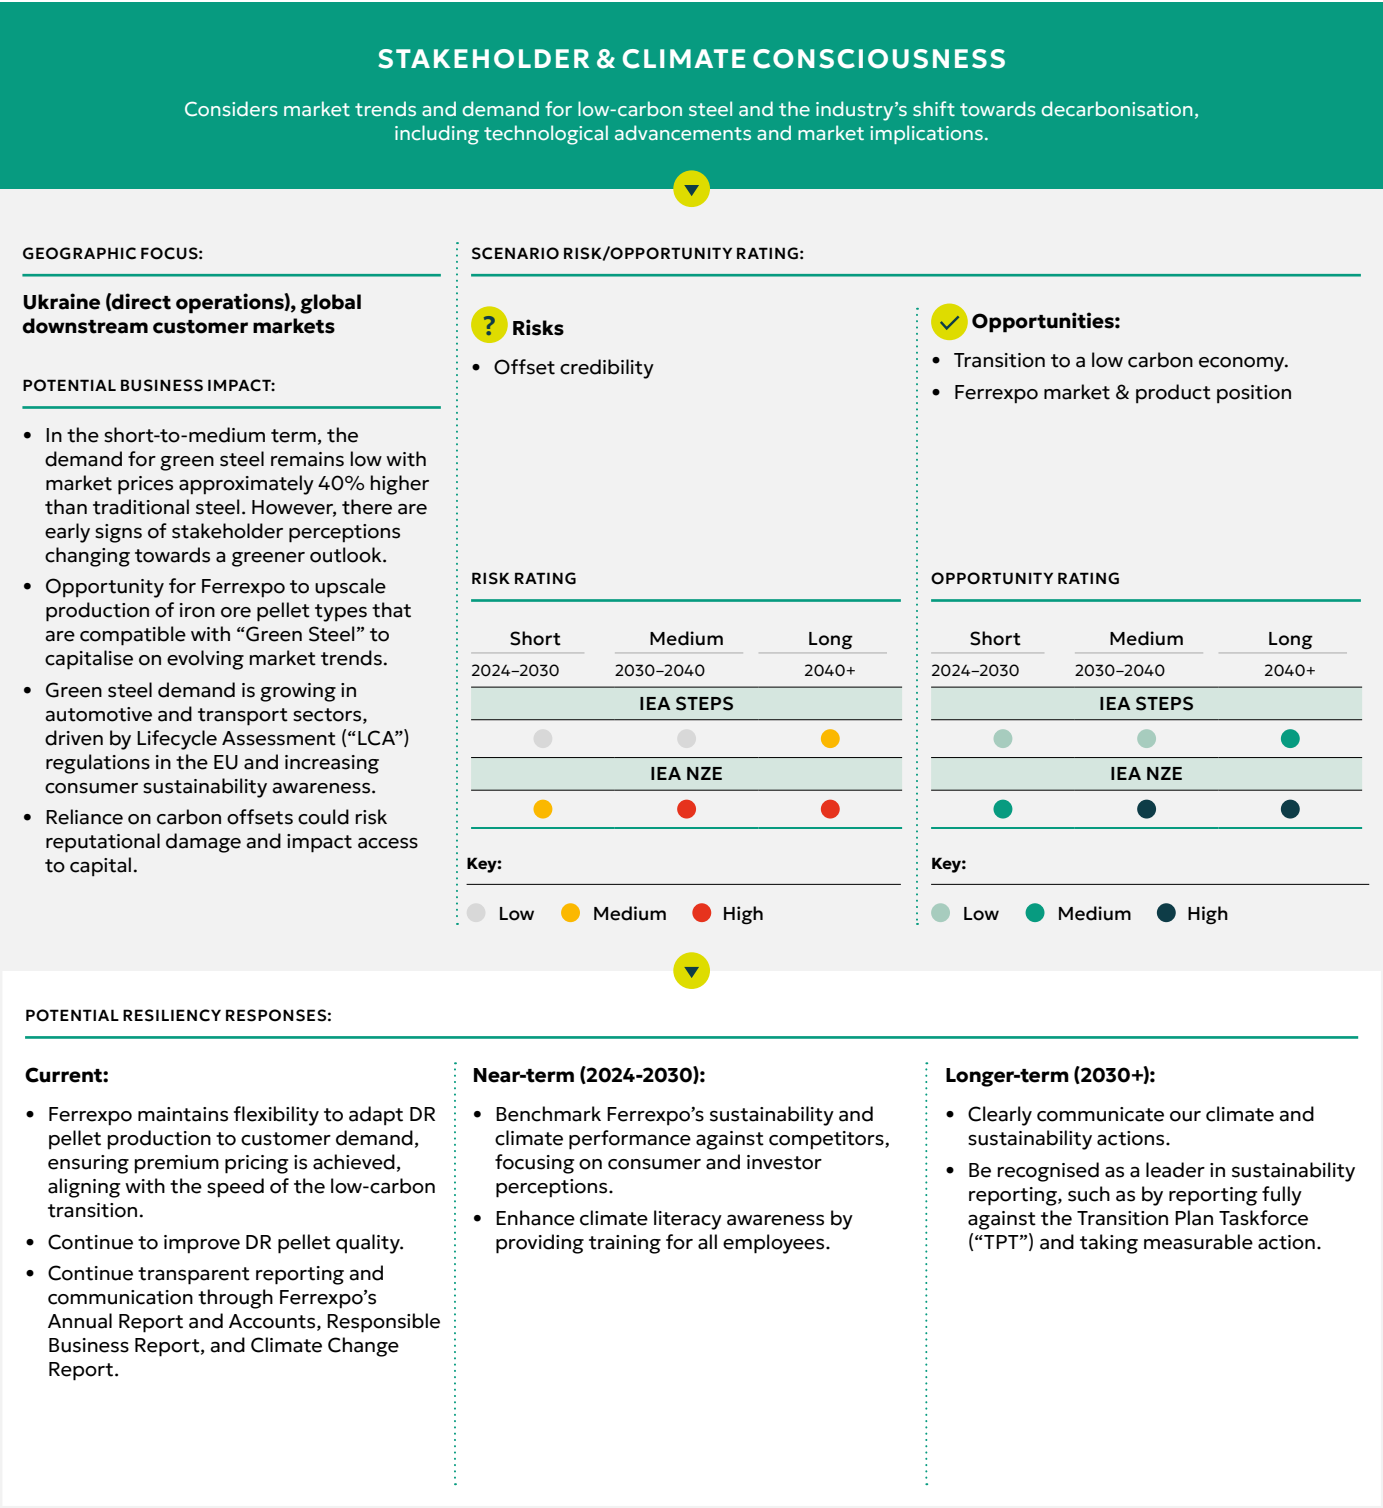 STAKEHOLDER & CLIMATE CONSCIOUSNESS
Considers market trends and demand for low-carbon steel and the industry’s shift towards decarbonisation,
including technological advancements and market implications.
GEOGRAPHIC FOCUS:
Ukraine (direct operations), global
downstream customer markets
POTENTIAL BUSINESS IMPACT:
• In the short-to-medium term, the
demand for green steel remains low with
market prices approximately 40% higher
than traditional steel. However, there are
early signs of stakeholder perceptions
changing towards a greener outlook.
• Opportunity for Ferrexpo to upscale
production of iron ore pellet types that
are compatible with “Green Steel” to
capitalise on evolving market trends.
• Green steel demand is growing in
automotive and transport sectors,
driven by Lifecycle Assessment (“LCA”)
regulations in the EU and increasing
consumer sustainability awareness.
• Reliance on carbon offsets could risk
reputational damage and impact access
to capital.
SCENARIO RISK/OPPORTUNITY RATING:
? Risks
• Offset credibility
RISK RATING
Short Medium Long
2024–2030 2030–2040 2040+
IEA STEPS
IEA NZE
Key:
Low Medium High
Opportunities:
• Transition to a low carbon economy.
• Ferrexpo market & product position
OPPORTUNITY RATING
Short Medium Long
2024–2030 2030–2040 2040+
IEA STEPS
IEA NZE
Key:
Low Medium High
POTENTIAL RESILIENCY RESPONSES:
Current:
• Ferrexpo maintains flexibility to adapt DR
pellet production to customer demand,
ensuring premium pricing is achieved,
aligning with the speed of the low-carbon
transition.
• Continue to improve DR pellet quality.
• Continue transparent reporting and
communication through Ferrexpo’s
Annual Report and Accounts, Responsible
Business Report, and Climate Change
Report.
Near-term (2024-2030):
• Benchmark Ferrexpo’s sustainability and
climate performance against competitors,
focusing on consumer and investor
perceptions.
• Enhance climate literacy awareness by
providing training for all employees.
Longer-term (2030+):
• Clearly communicate our climate and
sustainability actions.
• Be recognised as a leader in sustainability
reporting, such as by reporting fully
against the Transition Plan Taskforce
(“TPT”) and taking measurable action.